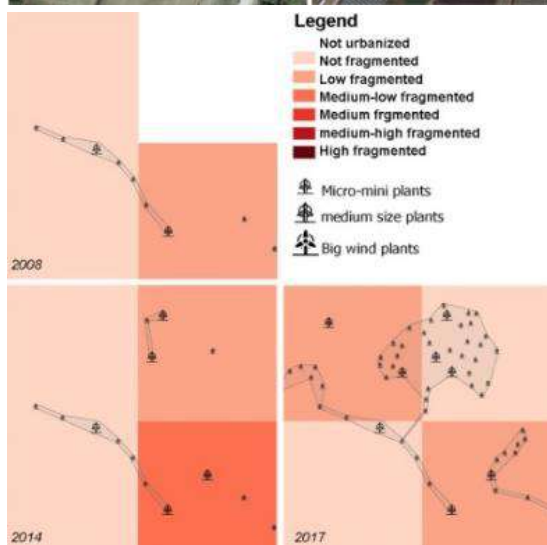 Legend
Not urbanized
Not fragmented
Low fragmented
Medium-low fragmented
Medium frgmented
medium-high fragmented
High fragmented
Micro-mini plants
medium size plants
Big wind plants
2008
2014
2017